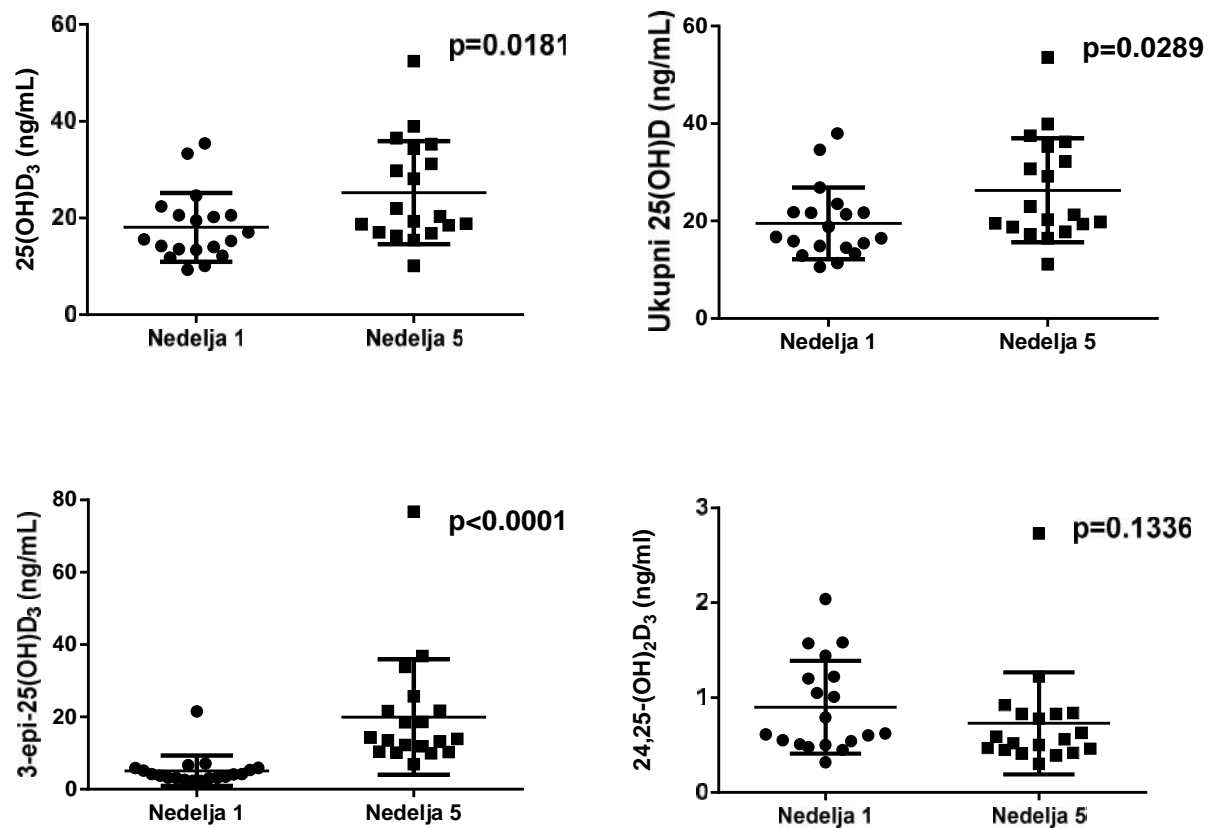 25(OH)D₃ (ng/mL)
60
40
20
0
p=0.0181
Nedelja 1
Nedelja 5
Ukupni 25(OH)D (ng/mL)
60
40
20
0
p=0.0289
Nedelja 1
Nedelja 5
3-epi-25(OH)D₃ (ng/mL)
80
60
40
20
0
p<0.0001
Nedelja 1
Nedelja 5
24,25-(OH)₂D₃ (ng/ml)
3
2
1
0
p=0.1336
Nedelja 1
Nedelja 5